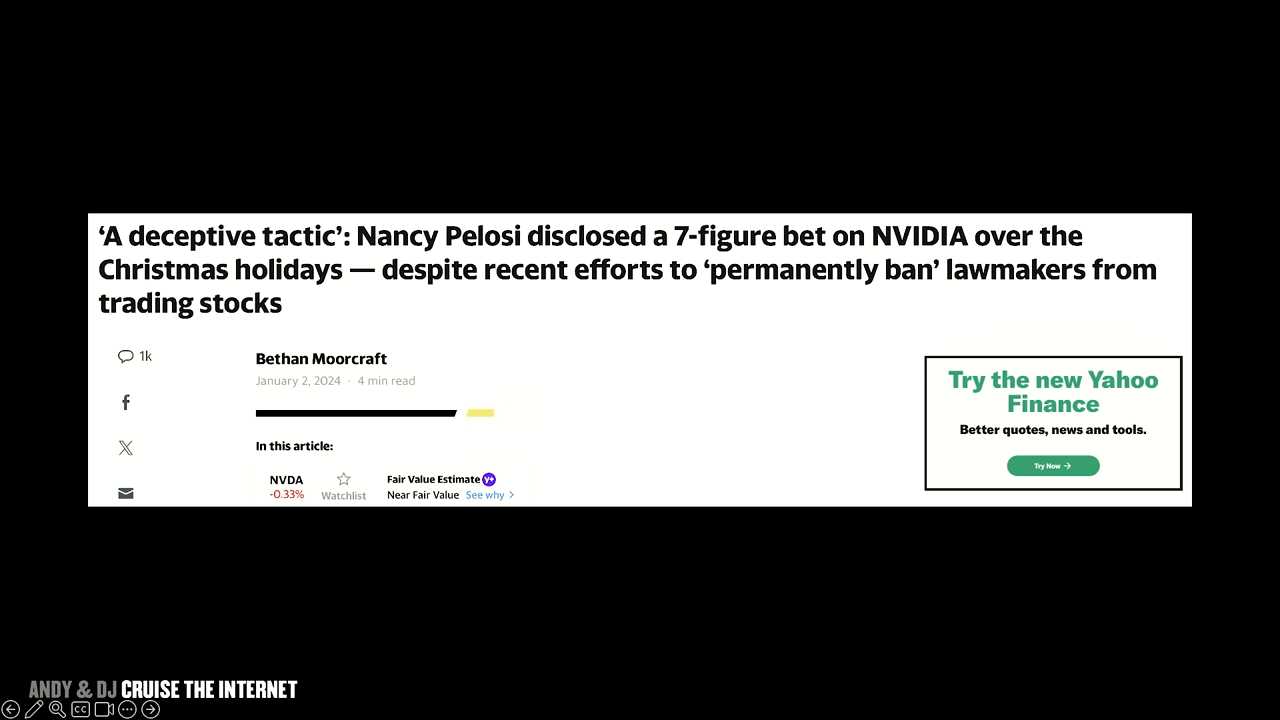 ‘A deceptive tactic’: Nancy Pelosi disclosed a 7-figure bet on NVIDIA over the
Christmas holidays — despite recent efforts to ‘permanently ban’ lawmakers from
trading stocks
1k
Bethan Moorcraft
January 2, 2024 · 4 min read
In this article:
NVDA
-0.33%
Watchlist
Fair Value Estimate Y+
Near Fair Value See why >
Try the new Yahoo
Finance
Better quotes, news and tools.
Try Now →
ANDY & DJ CRUISE THE INTERNET
CC